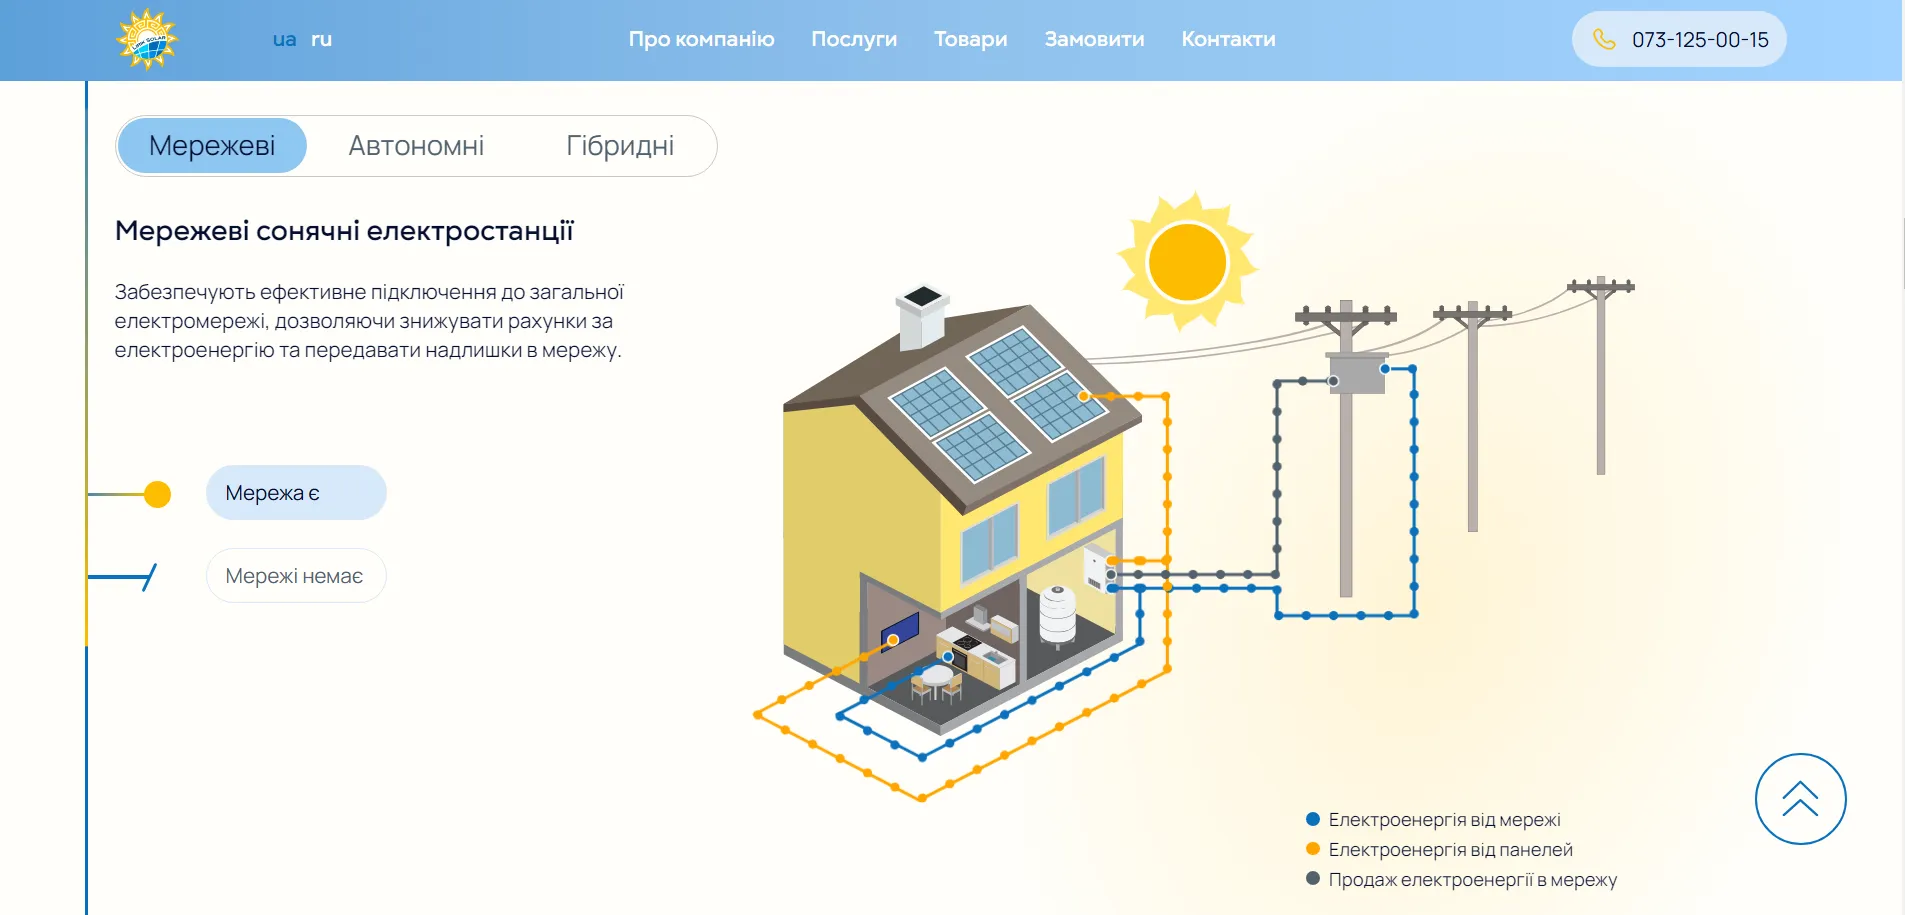 LINK SOLAR
ua ru
Про компанію Послуги Товари Замовити Контакти
073-125-00-15
Мережеві Автономні Гібридні
Мережеві сонячні електростанції
Забезпечують ефективне підключення до загальної
електромережі, дозволяючи знижувати рахунки за
електроенергію та передавати надлишки в мережу.
Мережа є
Мережі немає
Електроенергія від мережі
Електроенергія від панелей
Продаж електроенергії в мережу